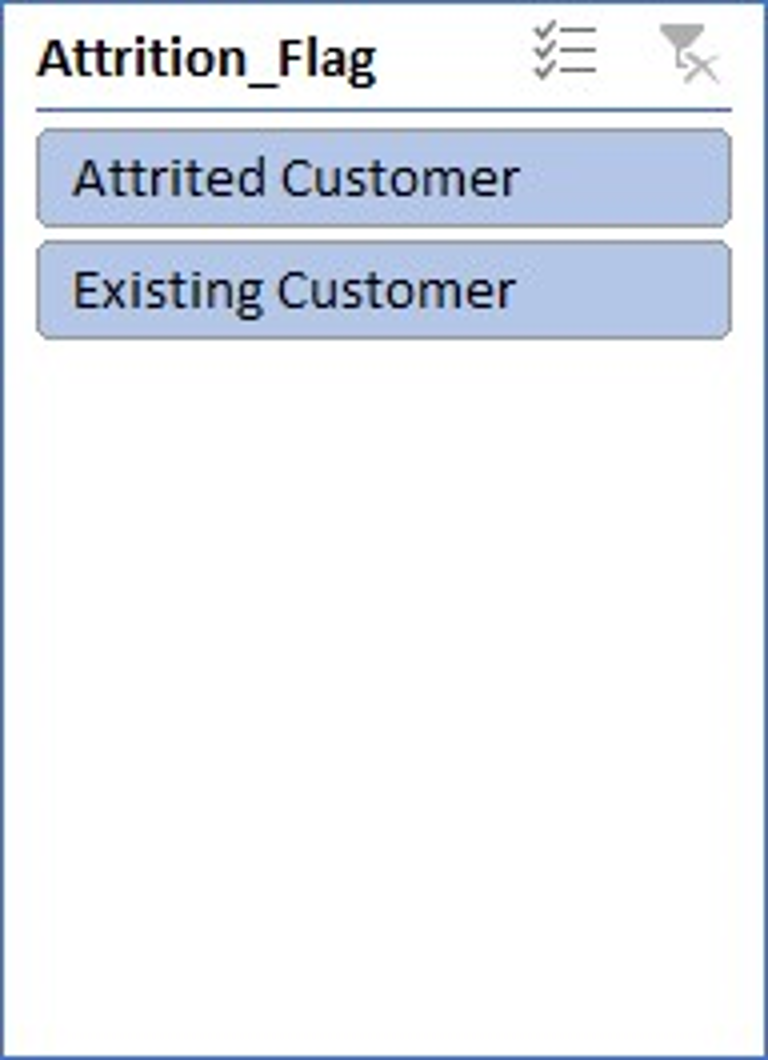 Attrition_Flag
Attrited Customer
Existing Customer